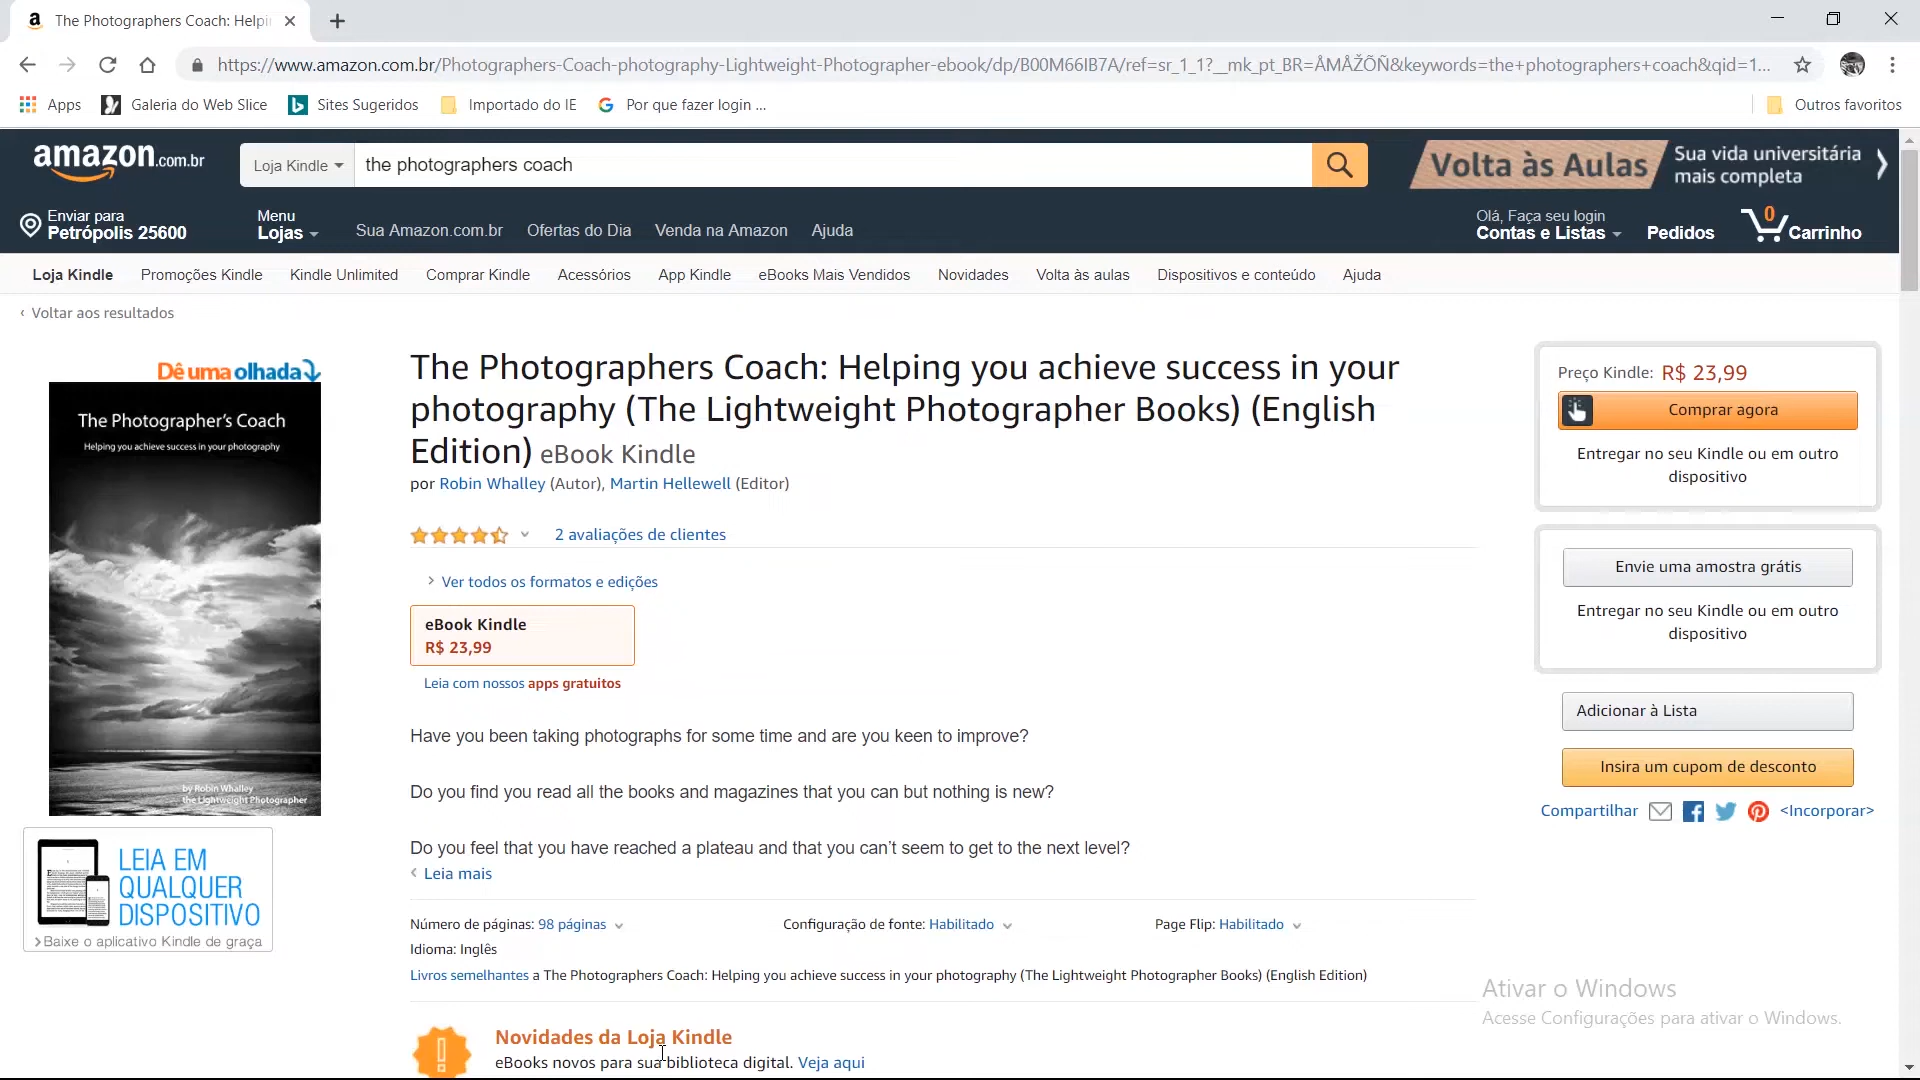 The Photographers Coach: Helpi
https://www.amazon.com.br/Photographers-Coach-photography-Lightweight-Photographer-ebook/dp/B00M66IB7A/ref=sr_1_1?__mk_pt_BR=ÅMÅŽÕÑ&keywords=the+photographers+coach&qid=1...
Apps Galeria do Web Slice Sites Sugeridos Importado do IE Por que fazer login ... Outros favoritos
amazon.com.br
Loja Kindle
the photographers coach
Volta às Aulas
Sua vida universitária
mais completa
Enviar para
Petrópolis 25600
Menu
Lojas
Sua Amazon.com.br Ofertas do Dia Venda na Amazon Ajuda
Olá, Faça seu login
Contas e Listas
Pedidos
0
Carrinho
Loja Kindle Promoções Kindle Kindle Unlimited Comprar Kindle Acessórios App Kindle eBooks Mais Vendidos Novidades Volta às aulas Dispositivos e conteúdo Ajuda
‹ Voltar aos resultados
Dê uma olhada
The Photographer's Coach
Helping you achieve success in your photography
by Robin Whalley
the Lightweight Photographer
LEIA EM
QUALQUER
DISPOSITIVO
Baixe o aplicativo Kindle de graça
The Photographers Coach: Helping you achieve success in your
photography (The Lightweight Photographer Books) (English
Edition) eBook Kindle
por Robin Whalley (Autor), Martin Hellewell (Editor)
2 avaliações de clientes
Ver todos os formatos e edições
eBook Kindle
R$ 23,99
Leia com nossos apps gratuitos
Have you been taking photographs for some time and are you keen to improve?
Do you find you read all the books and magazines that you can but nothing is new?
Do you feel that you have reached a plateau and that you can’t seem to get to the next level?
Leia mais
Número de páginas: 98 páginas Configuração de fonte: Habilitado Page Flip: Habilitado
Idioma: Inglês
Livros semelhantes a The Photographers Coach: Helping you achieve success in your photography (The Lightweight Photographer Books) (English Edition)
Novidades da Loja Kindle
eBooks novos para sua biblioteca digital. Veja aqui
Preço Kindle: R$ 23,99
Comprar agora
Entregar no seu Kindle ou em outro
dispositivo
Envie uma amostra grátis
Entregar no seu Kindle ou em outro
dispositivo
Adicionar à Lista
Insira um cupom de desconto
Compartilhar <Incorporar>
Ativar o Windows
Acesse Configurações para ativar o Windows.